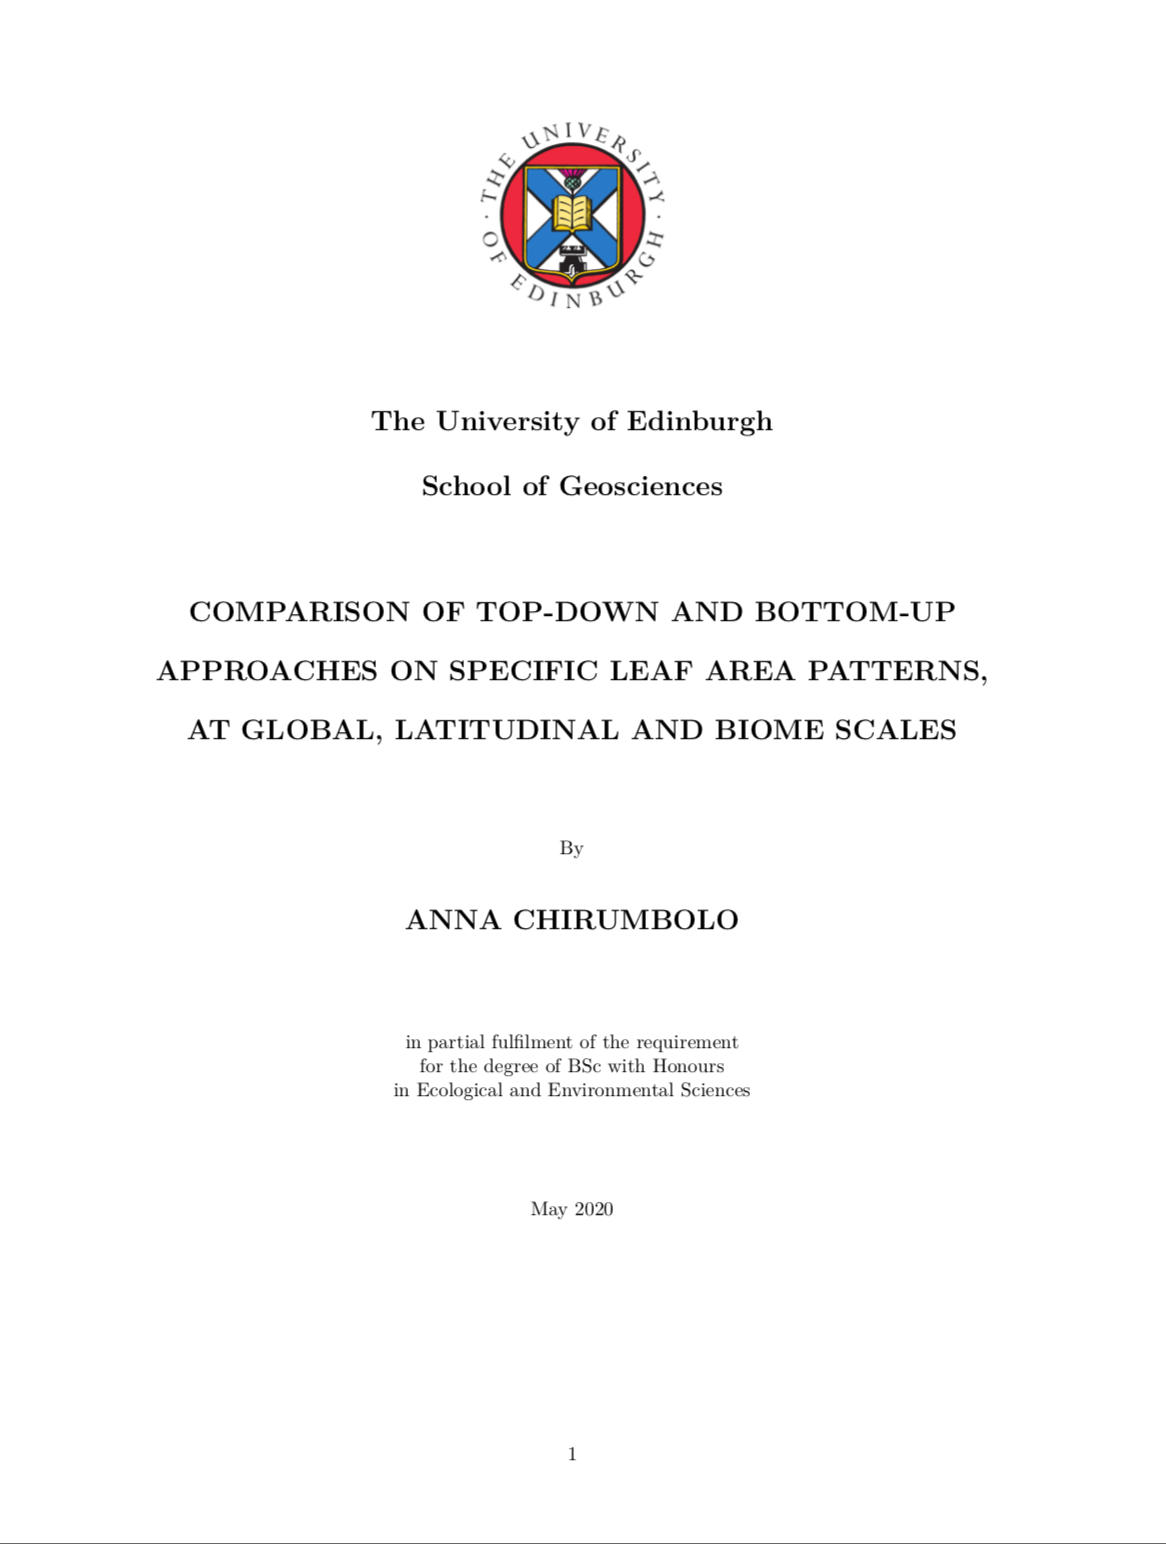 · THE UNIVERSITY ·
OF EDINBURGH
The University of Edinburgh
School of Geosciences
COMPARISON OF TOP-DOWN AND BOTTOM-UP
APPROACHES ON SPECIFIC LEAF AREA PATTERNS,
AT GLOBAL, LATITUDINAL AND BIOME SCALES
By
ANNA CHIRUMBOLO
in partial fulfilment of the requirement
for the degree of BSc with Honours
in Ecological and Environmental Sciences
May 2020
1